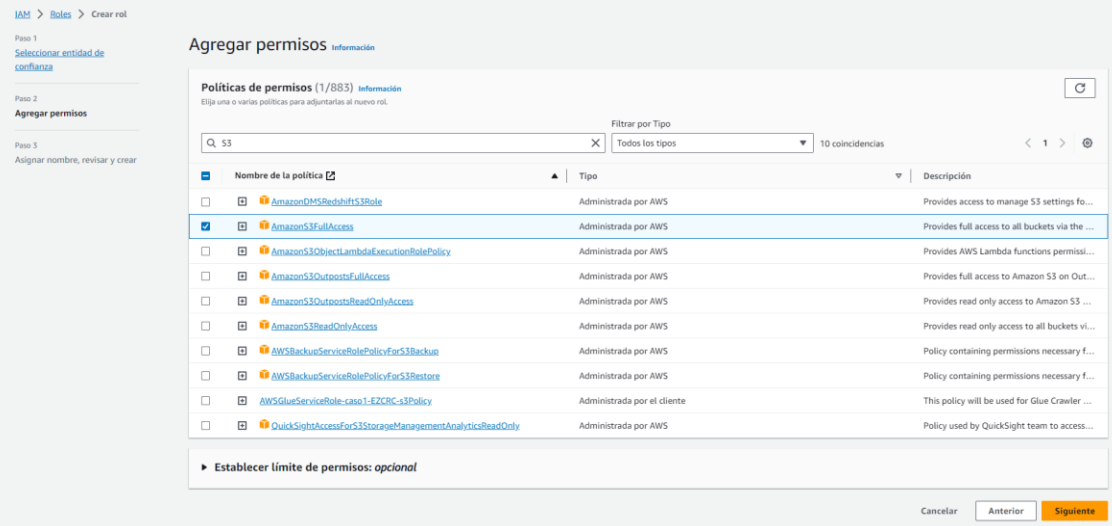 IAM > Roles > Crear rol
Paso 1
Seleccionar entidad de
confianza
Paso 2
Agregar permisos
Paso 3
Asignar nombre, revisar y crear
Agregar permisos Información
Políticas de permisos (1/883) Información
Elija una o varias políticas para adjuntarlas al nuevo rol.
Filtrar por Tipo
S3
Todos los tipos
10 coincidencias
1
Nombre de la política Tipo Descripción
AmazonDMSRedshiftS3Role Administrada por AWS Provides access to manage S3 settings fo...
AmazonS3FullAccess Administrada por AWS Provides full access to all buckets via the ...
AmazonS3ObjectLambdaExecutionRolePolicy Administrada por AWS Provides AWS Lambda functions permissi...
AmazonS3OutpostsFullAccess Administrada por AWS Provides full access to Amazon S3 on Out...
AmazonS3OutpostsReadOnlyAccess Administrada por AWS Provides read only access to Amazon S3 ...
AmazonS3ReadOnlyAccess Administrada por AWS Provides read only access to all buckets vi...
AWSBackupServiceRolePolicyForS3Backup Administrada por AWS Policy containing permissions necessary f...
AWSBackupServiceRolePolicyForS3Restore Administrada por AWS Policy containing permissions necessary f...
AWSGlueServiceRole-caso1-EZCRC-s3Policy Administrada por el cliente This policy will be used for Glue Crawler ...
QuickSightAccessForS3StorageManagementAnalyticsReadOnly Administrada por AWS Policy used by QuickSight team to access...
Establecer límite de permisos: opcional
Cancelar Anterior Siguiente